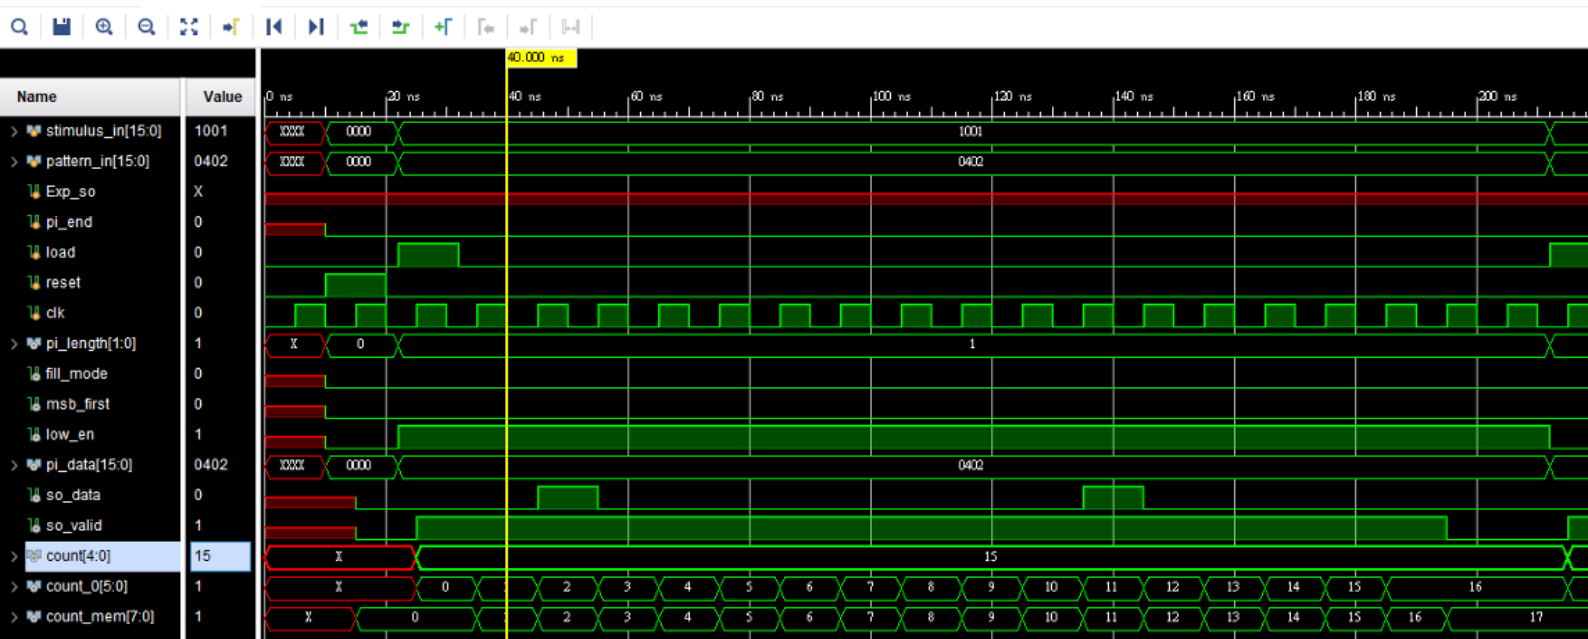 40.000 ns
Name Value 0 ns 20 ns 40 ns 60 ns 80 ns 100 ns 120 ns 140 ns 160 ns 180 ns 200 ns
stimulus_in[15:0] 1001 XXXX 0000 1001
pattern_in[15:0] 0402 XXXX 0000 0402
Exp_so X
pi_end 0
load 0
reset 0
clk 0
pi_length[1:0] 1 X 0 1
fill_mode 0
msb_first 0
low_en 1
pi_data[15:0] 0402 XXXX 0000 0402
so_data 0
so_valid 1
count[4:0] 15 X 15
count_0[5:0] 1 X 0 2 3 4 5 6 7 8 9 10 11 12 13 14 15 16
count_mem[7:0] 1 X 0 2 3 4 5 6 7 8 9 10 11 12 13 14 15 16 17